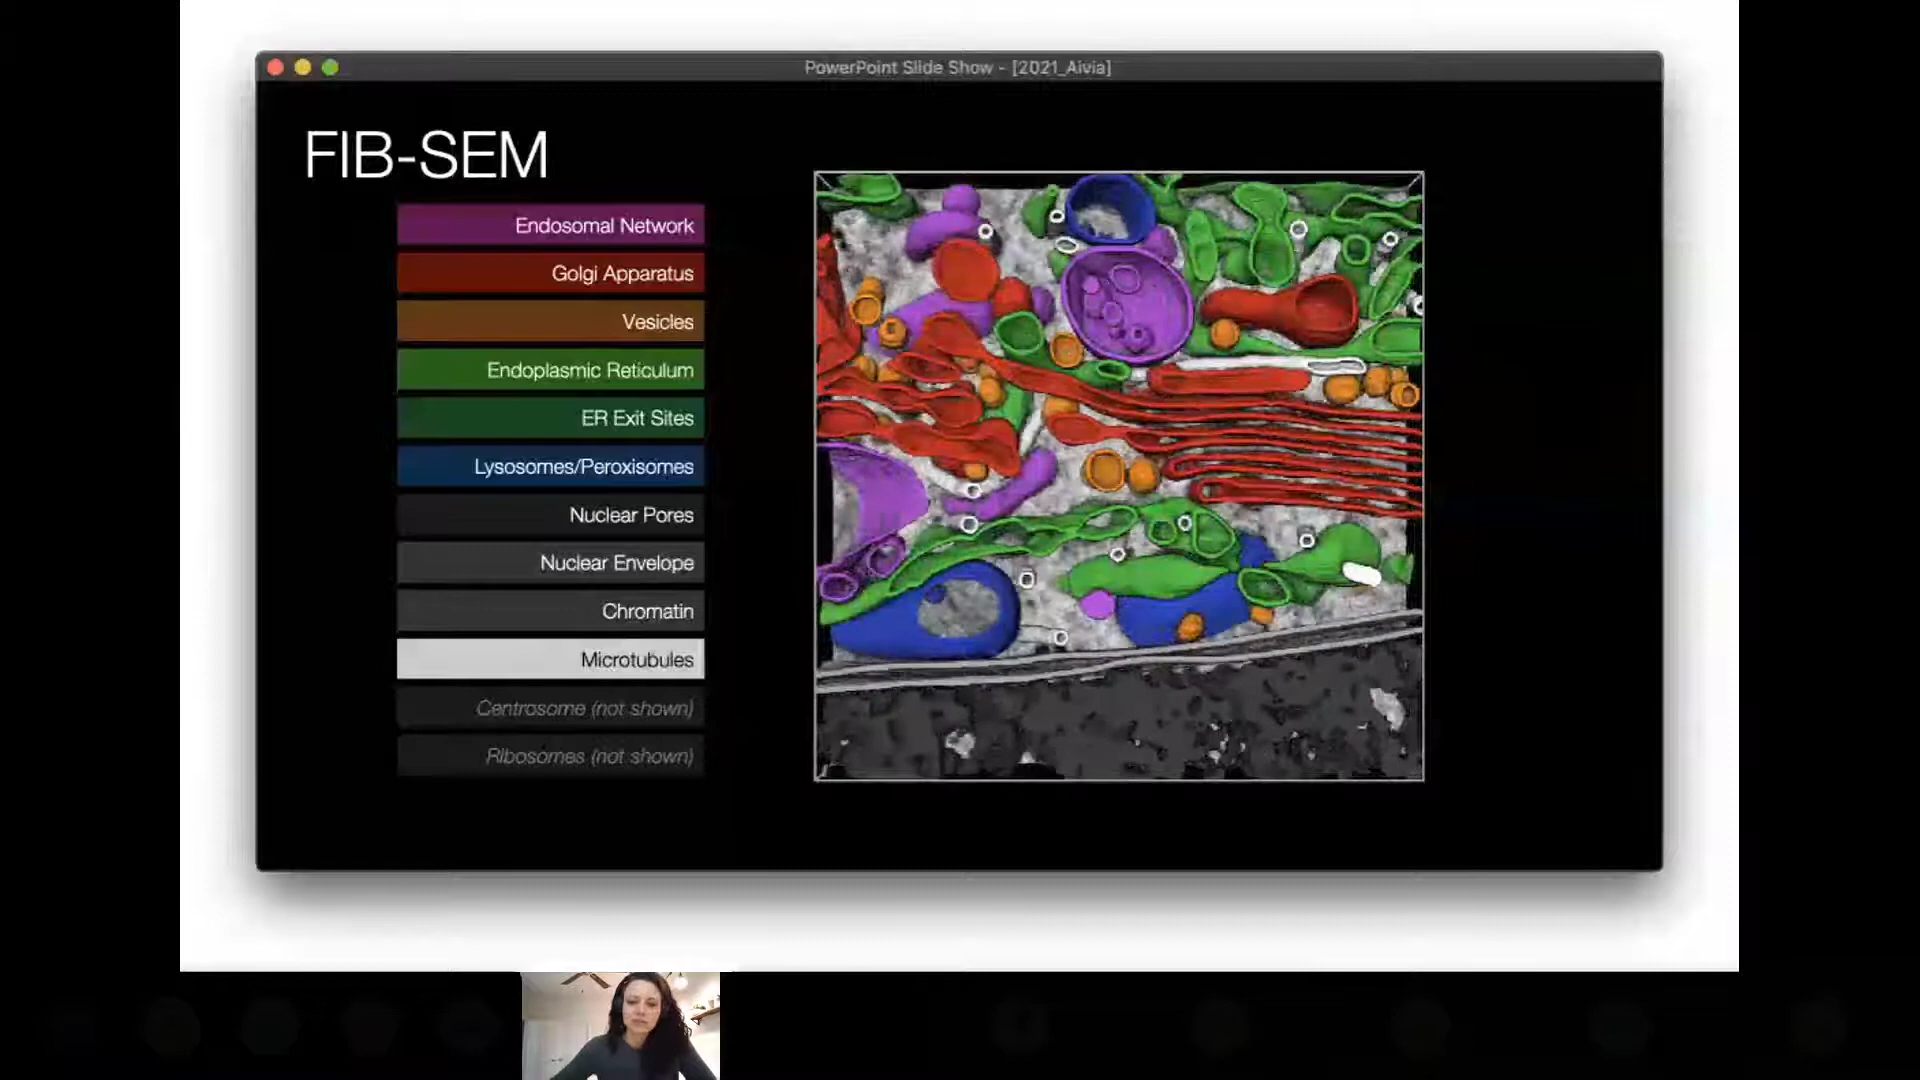 PowerPoint Slide Show - [2021_Aivia]
FIB-SEM
Endosomal Network
Golgi Apparatus
Vesicles
Endoplasmic Reticulum
ER Exit Sites
Lysosomes/Peroxisomes
Nuclear Pores
Nuclear Envelope
Chromatin
Microtubules
Centrosome (not shown)
Ribosomes (not shown)